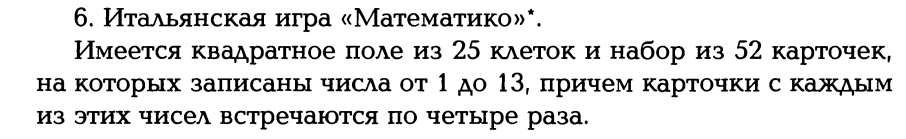 6. Итальянская игра «Математико»*.
Имеется квадратное поле из 25 клеток и набор из 52 карточек,
на которых записаны числа от 1 до 13, причем карточки с каждым
из этих чисел встречаются по четыре раза.